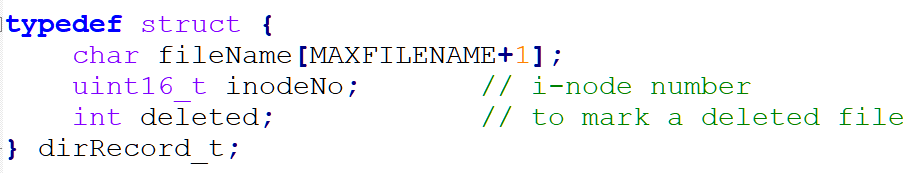 typedef struct {
    char fileName[MAXFILENAME+1];
    uint16_t inodeNo;        // i-node number
    int deleted;             // to mark a deleted file
} dirRecord_t;